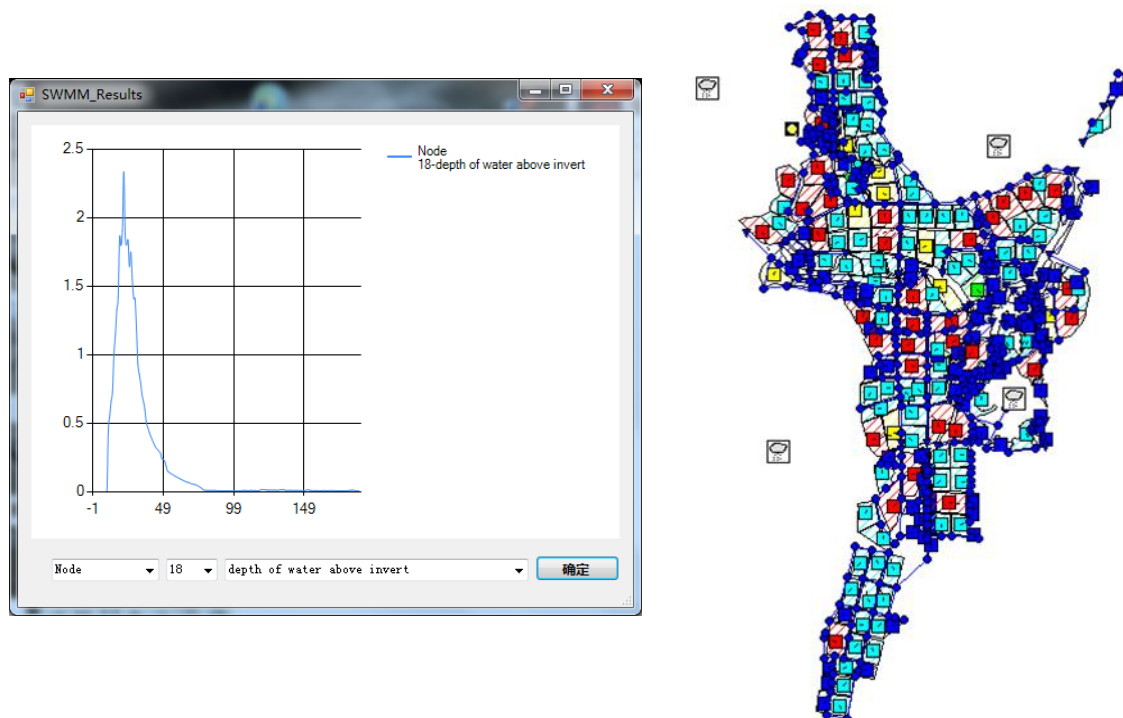 SWMM_Results
2.5
2
1.5
1
0.5
0
-1
49
99
149
Node
18-depth of water above invert
Node
18
depth of water above invert
确定